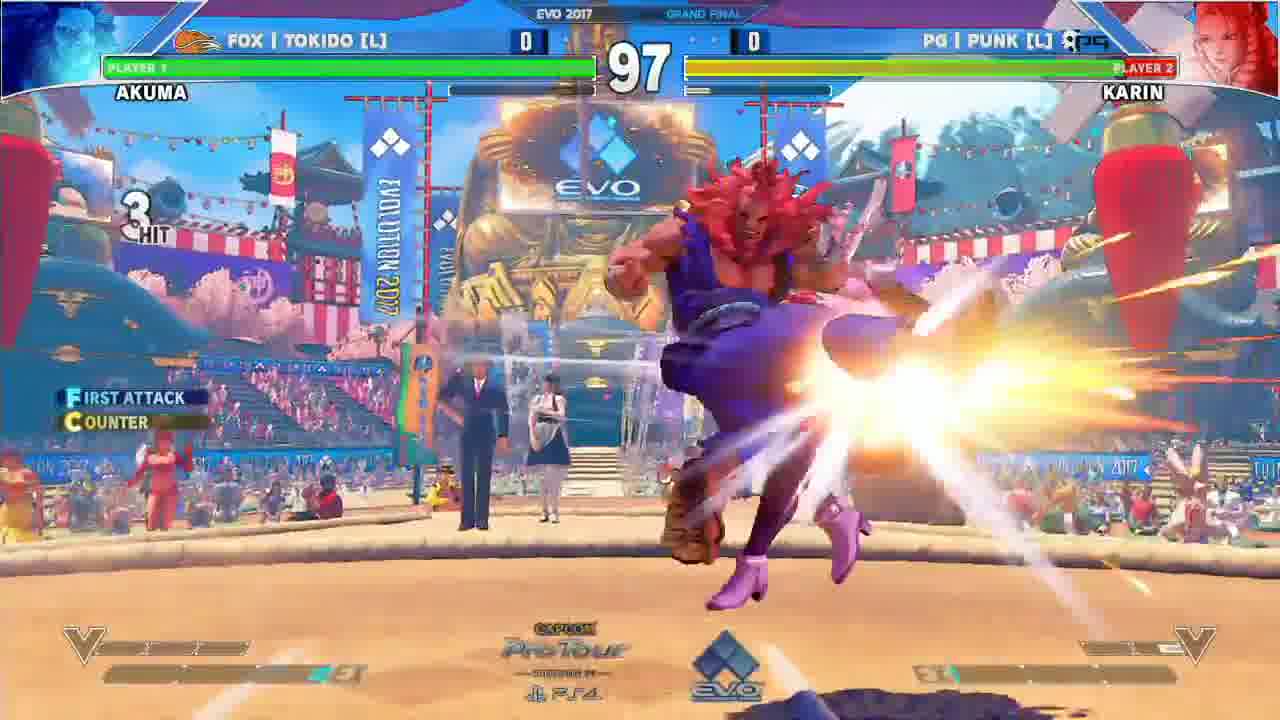 EVO 2017 GRAND FINAL
FOX | TOKIDO [L] 0 97 0 PG | PUNK [L]
PLAYER 1 PLAYER 2
AKUMA KARIN
EVO
EVOLUTION 2017
3 HIT
FIRST ATTACK
COUNTER
V V
CAPCOM
Pro Tour
PS4
EVO